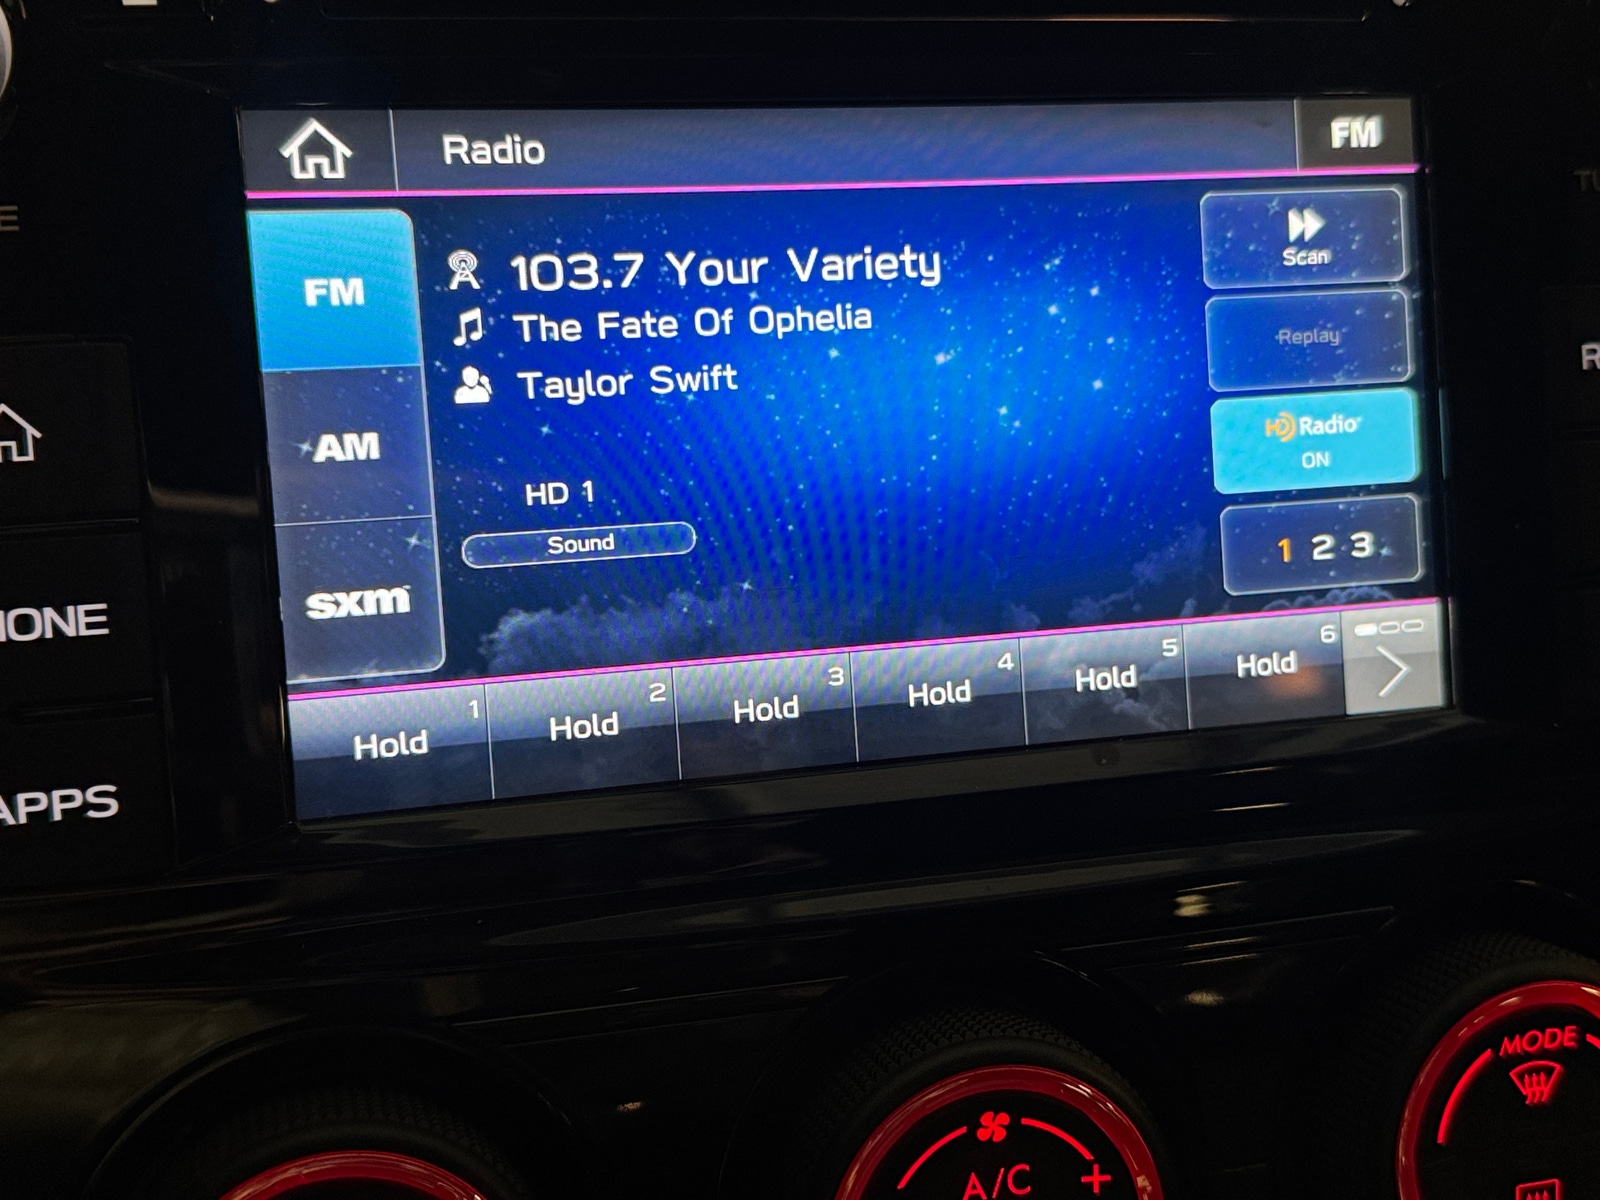 Radio
FM
FM
AM
sxm
103.7 Your Variety
The Fate Of Ophelia
Taylor Swift
HD 1
Sound
Scan
Replay
HD Radio
ON
1 2 3
1 Hold
2 Hold
3 Hold
4 Hold
5 Hold
6 Hold
APPS
A/C +
MODE